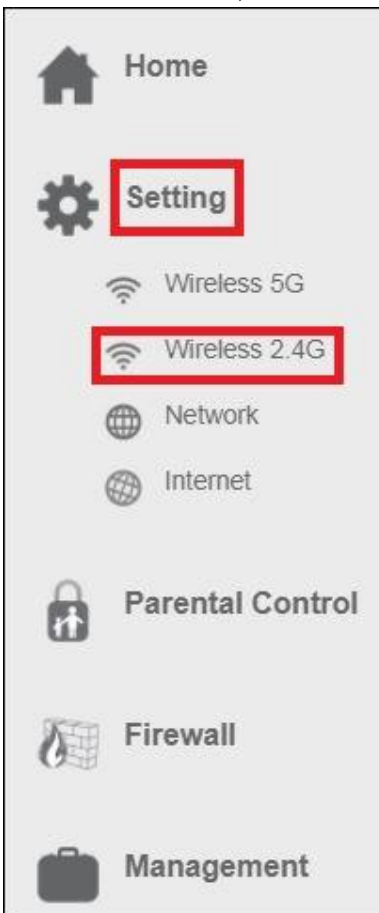 Home
Setting
Wireless 5G
Wireless 2.4G
Network
Internet
Parental Control
Firewall
Management